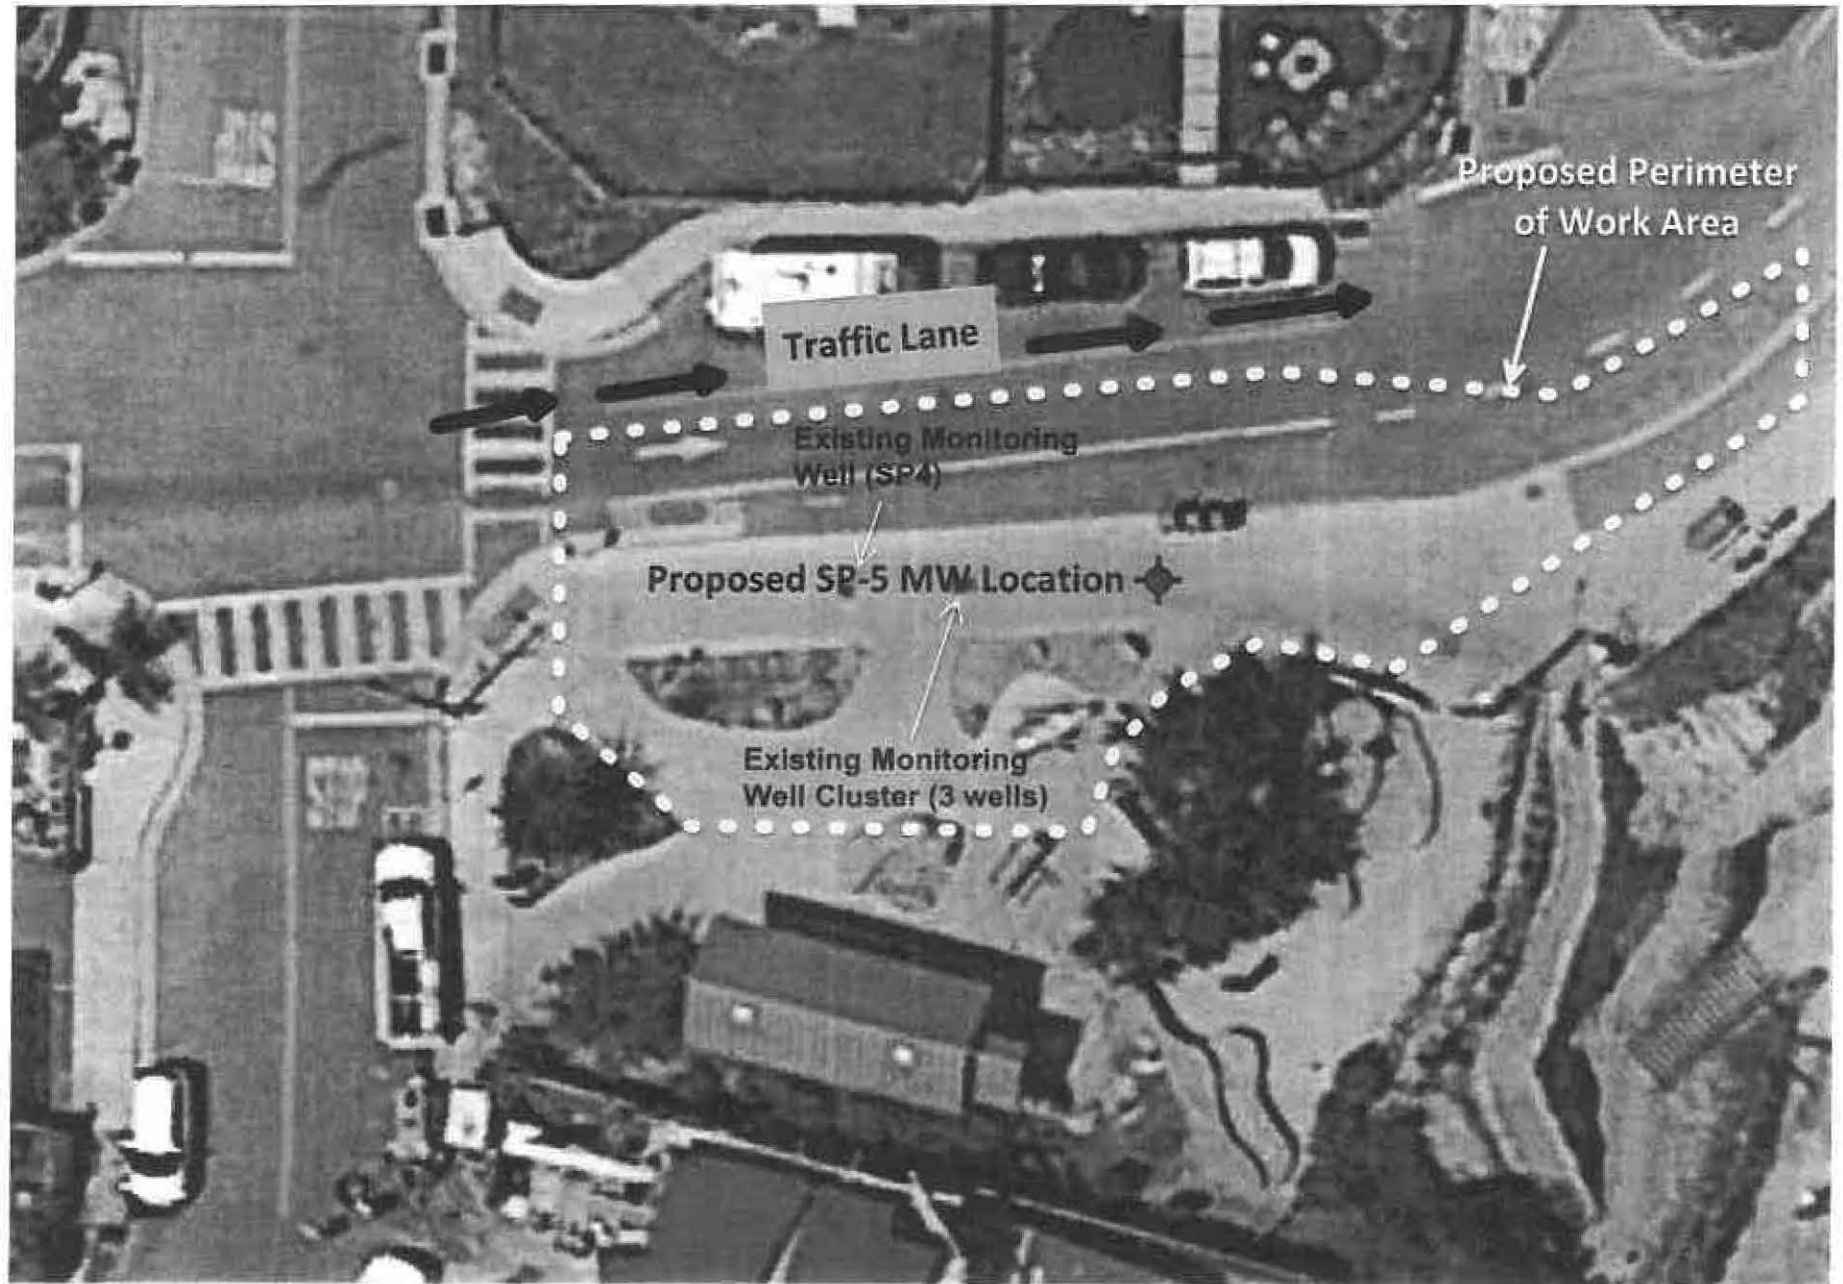 Proposed Perimeter
of Work Area
Traffic Lane
Existing Monitoring
Well (SP4)
Proposed SP-5 MW Location
Existing Monitoring
Well Cluster (3 wells)